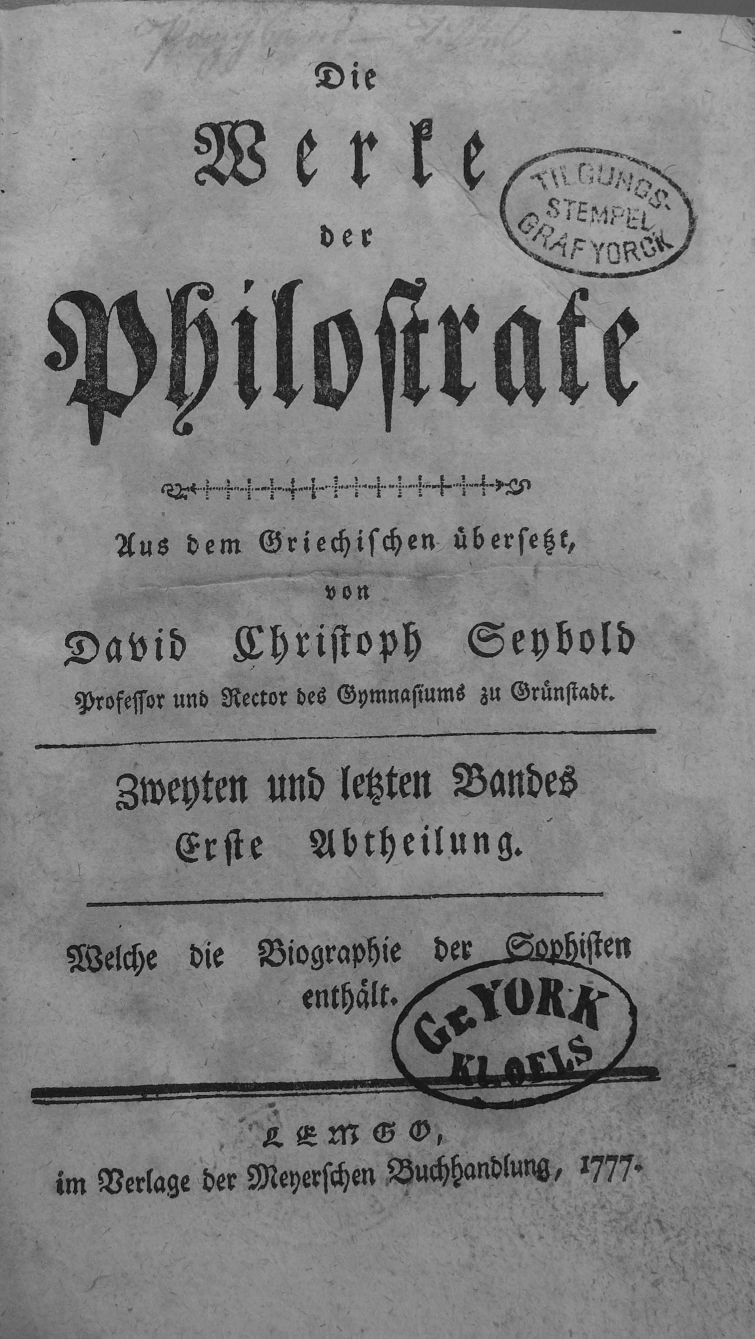 Die
Werke
der
Philostrate
TILGUNGS-
STEMPEL
GRAF YORCK
Aus dem Griechischen übersetzt,
von
David Christoph Seybold
Professor und Rector des Gymnasiums zu Grünstadt.
Zweyten und letzten Bandes
Erste Abtheilung.
Welche die Biographie der Sophisten
enthält.
Gr. YORK
KL. OELS
LEMGO,
im Verlage der Meyerschen Buchhandlung, 1777.